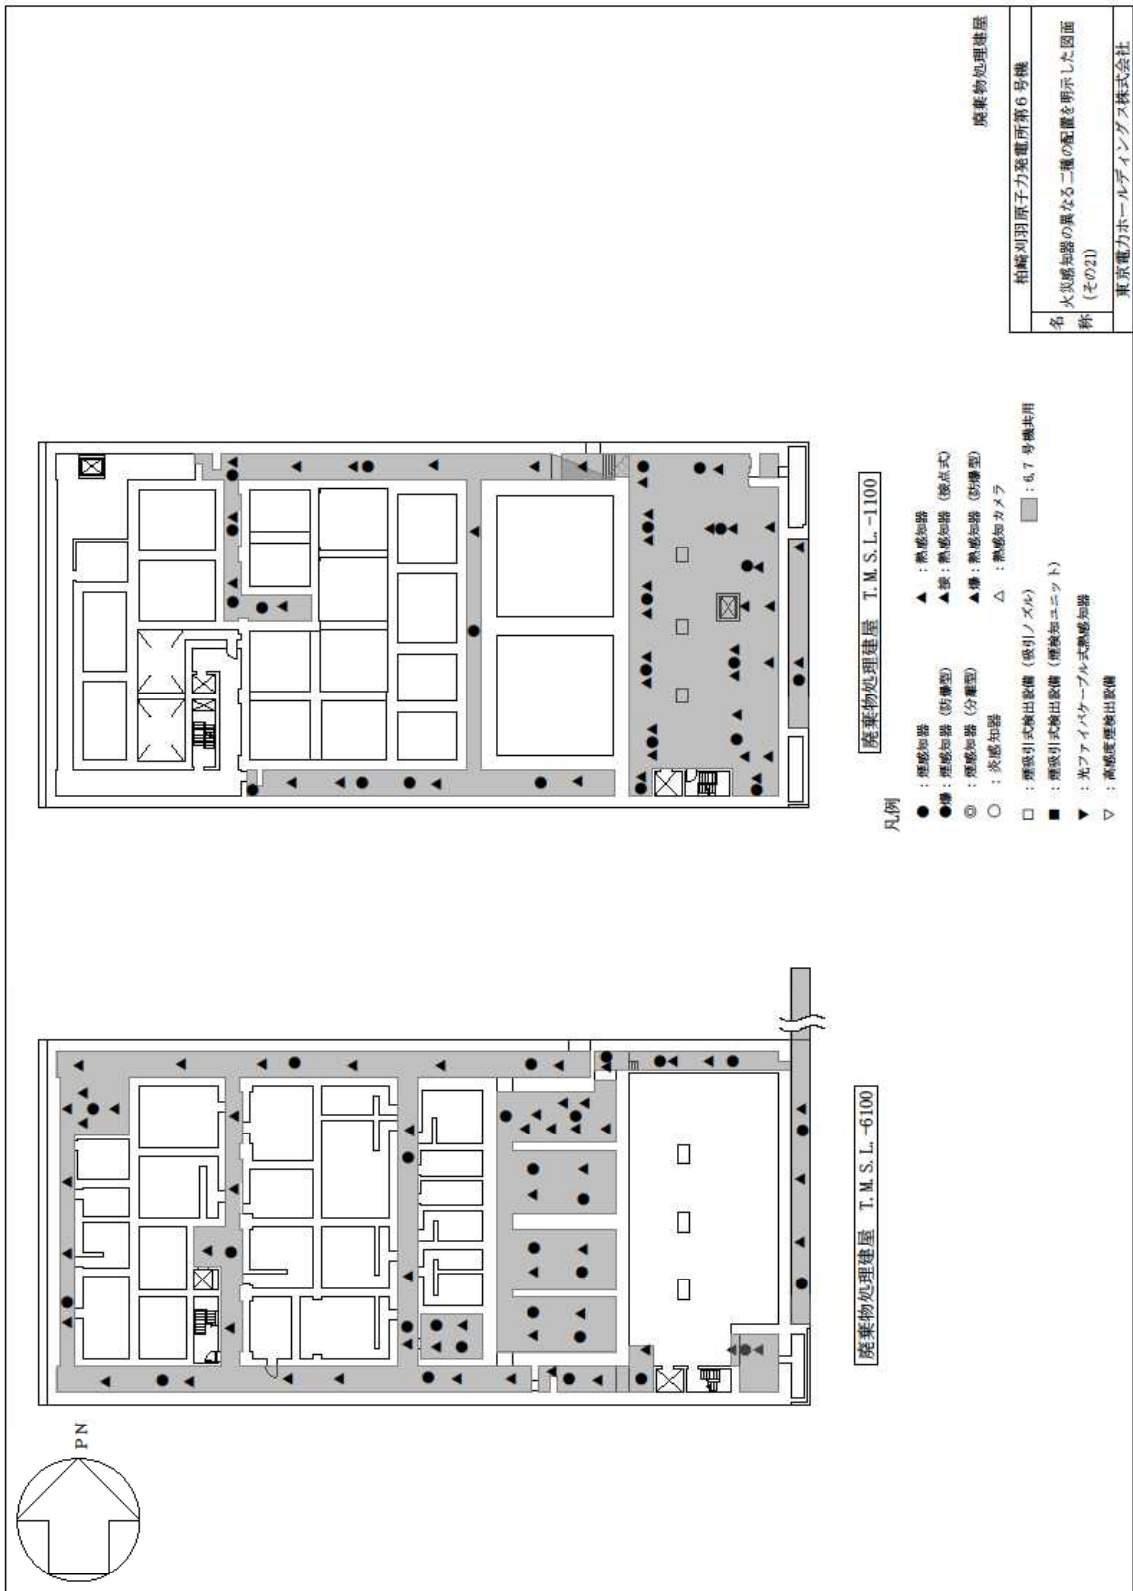 PN
廃棄物処理建屋 T.M.S.L.-6100
廃棄物処理建屋 T.M.S.L.-1100
凡例
● : 煙感知器
●爆 : 煙感知器 (防爆型)
◎ : 煙感知器 (分離型)
○ : 炎感知器
□ : 煙吸引式検出設備 (吸引ノズル)
■ : 煙吸引式検出設備 (煙検知ユニット)
▼ : 光ファイバケーブル式熱感知器
▽ : 高感度煙検出設備
▲ : 熱感知器
▲接 : 熱感知器 (接点式)
▲爆 : 熱感知器 (防爆型)
△ : 熱感知カメラ
: 6,7 号機共用
廃棄物処理建屋
柏崎刈羽原子力発電所第6号機
名称
火災感知器の異なる二種の配置を明示した図面
(その21)
東京電力ホールディングス株式会社